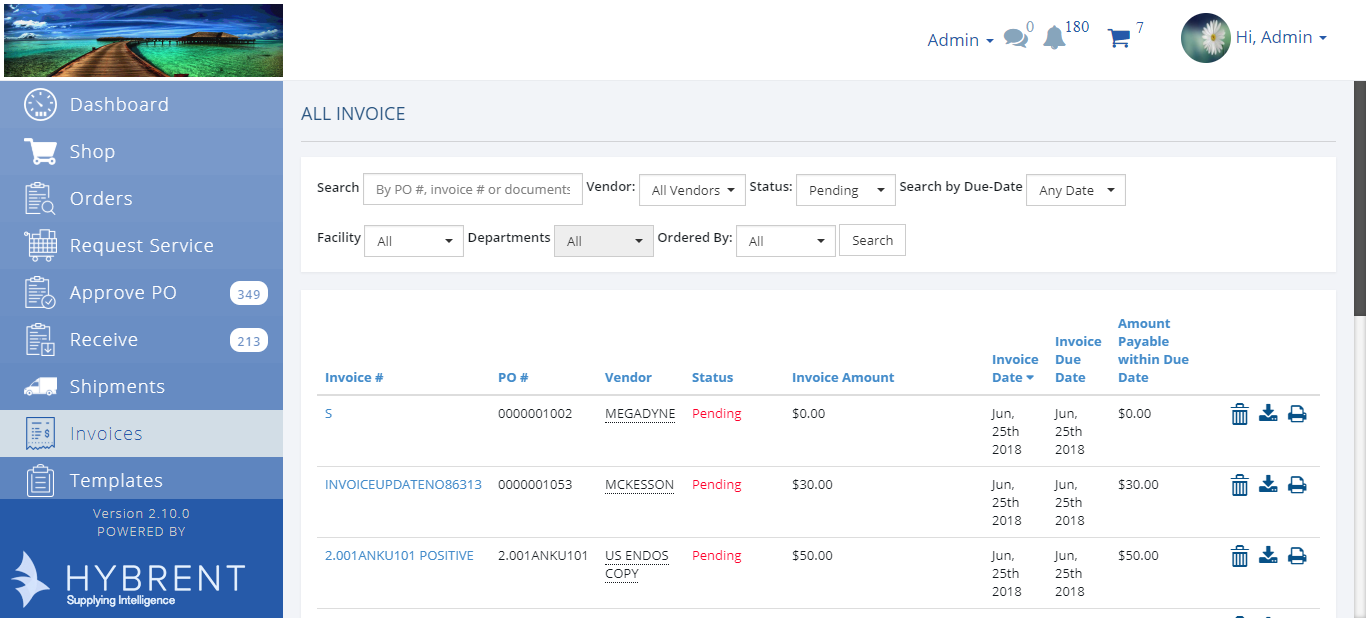 Admin 0 180 7 Hi, Admin
Dashboard
Shop
Orders
Request Service
Approve PO 349
Receive 213
Shipments
Invoices
Templates
Version 2.10.0
POWERED BY
HYBRENT
Supplying Intelligence
ALL INVOICE
Search By PO #, invoice # or documents Vendor: All Vendors Status: Pending Search by Due-Date Any Date
Facility All Departments All Ordered By: All Search
Invoice # PO # Vendor Status Invoice Amount Invoice Date Invoice Due Date Amount Payable within Due Date
S 0000001002 MEGADYNE Pending $0.00 Jun, 25th 2018 Jun, 25th 2018 $0.00
INVOICEUPDATENO86313 0000001053 MCKESSON Pending $30.00 Jun, 25th 2018 Jun, 25th 2018 $30.00
2.001ANKU101 POSITIVE 2.001ANKU101 US ENDOS COPY Pending $50.00 Jun, 25th 2018 Jun, 25th 2018 $50.00